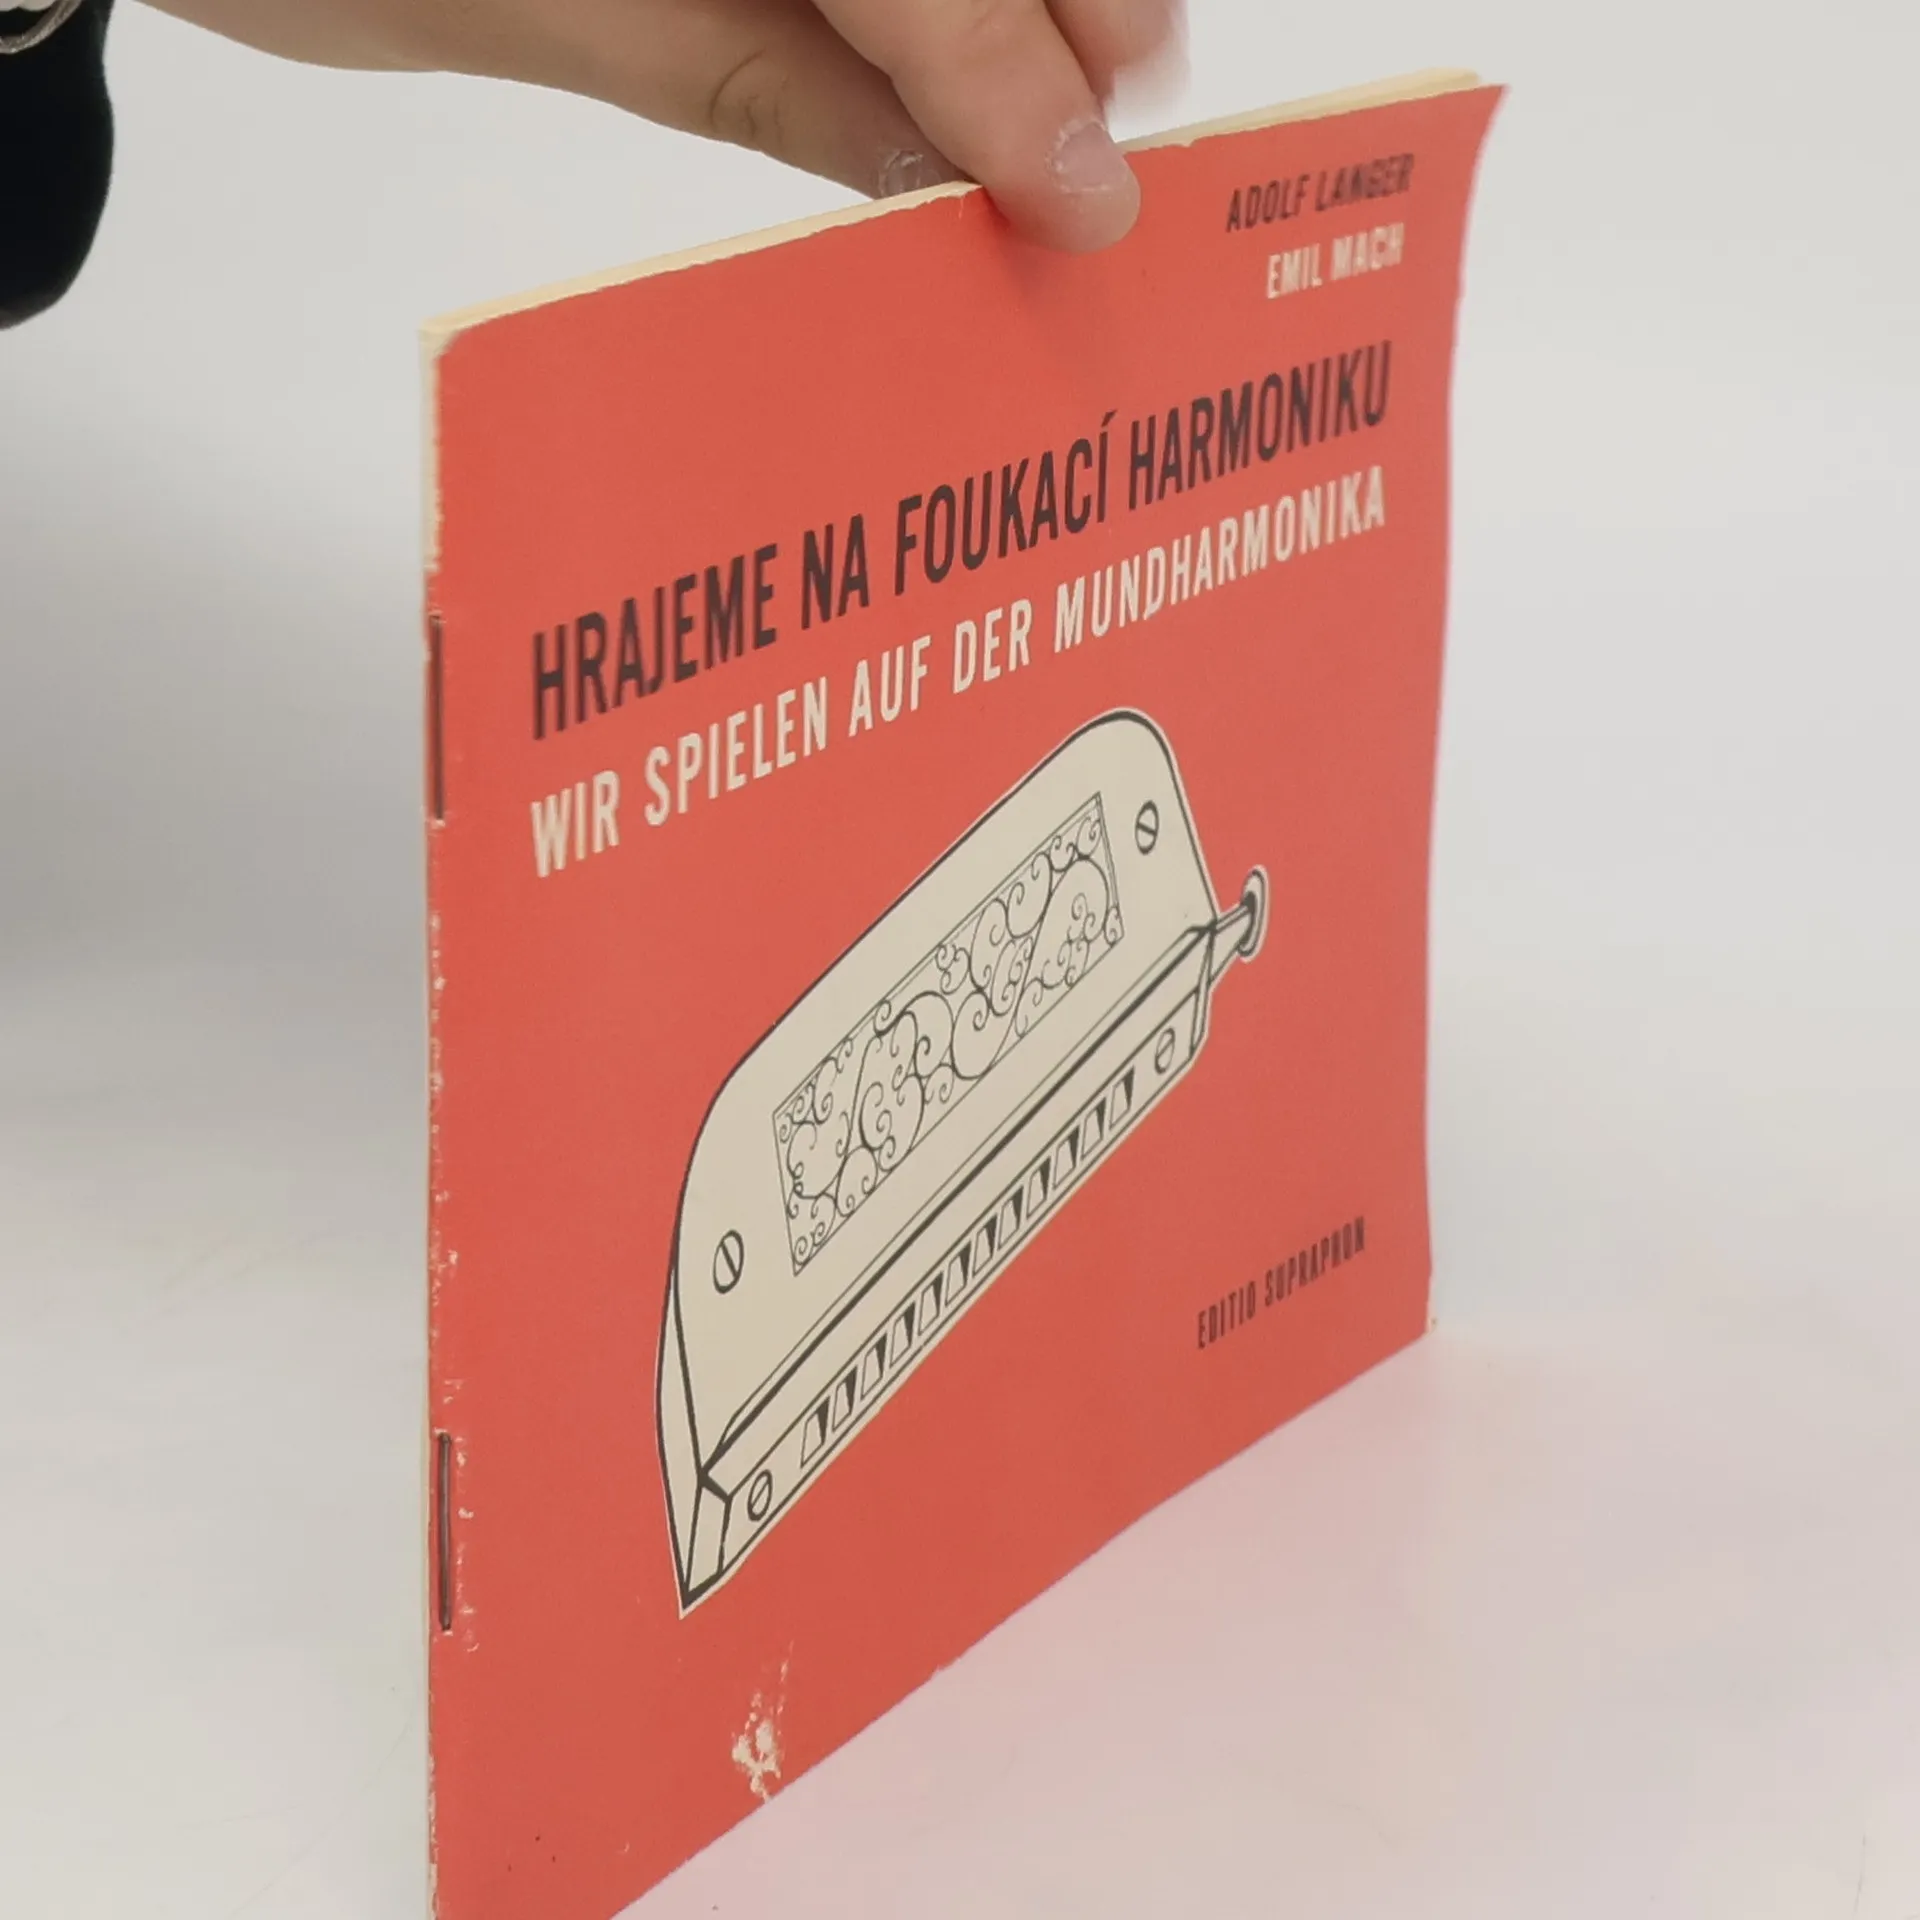 ADOLF LANGER
EMIL MACH
HRAJEME NA FOUKACÍ HARMONIKU
WIR SPIELEN AUF DER MUNDHARMONIKA
EDITIO SUPRAPHON